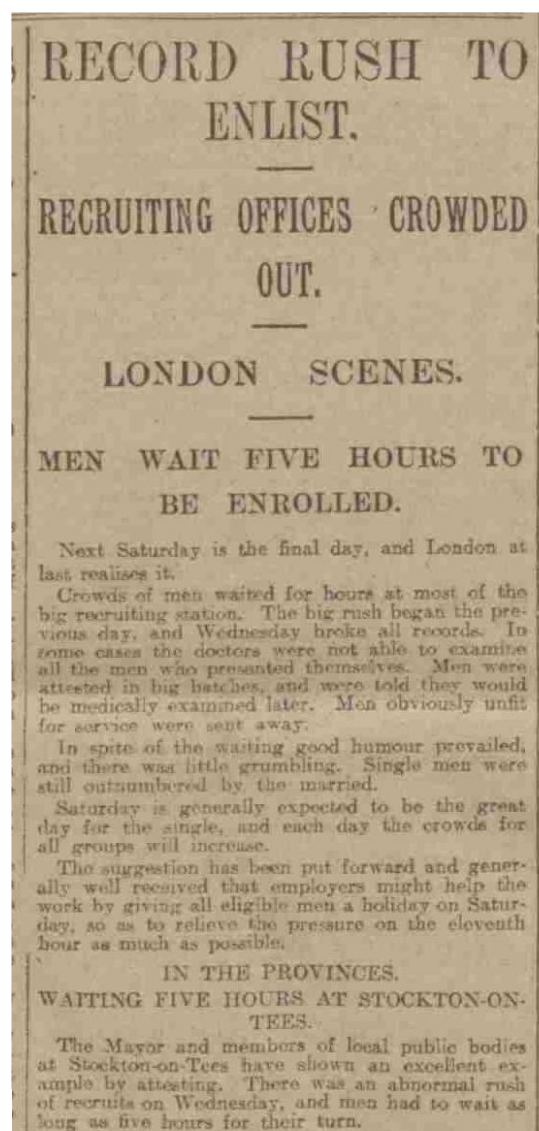 RECORD RUSH TO
ENLIST.
RECRUITING OFFICES CROWDED
OUT.
LONDON SCENES.
MEN WAIT FIVE HOURS TO
BE ENROLLED.
Next Saturday is the final day, and London at
last realises it.
Crowds of men waited for hours at most of the
big recruiting station. The big rush began the pre-
vious day, and Wednesday broke all records. In
some cases the doctors were not able to examine
all the men who presented themselves. Men were
attested in big batches, and were told they would
be medically examined later. Men obviously unfit
for service were sent away.
In spite of the waiting good humour prevailed,
and there was little grumbling. Single men were
still outnumbered by the married.
Saturday is generally expected to be the great
day for the single, and each day the crowds for
all groups will increase.
The suggestion has been put forward and gener-
ally well received that employers might help the
work by giving all eligible men a holiday on Satur-
day, so as to relieve the pressure on the eleventh
hour as much as possible.
IN THE PROVINCES.
WAITING FIVE HOURS AT STOCKTON-ON-
TEES.
The Mayor and members of local public bodies
at Stockton-on-Tees have shown an excellent ex-
ample by attesting. There was an abnormal rush
of recruits on Wednesday, and men had to wait as
long as five hours for their turn.